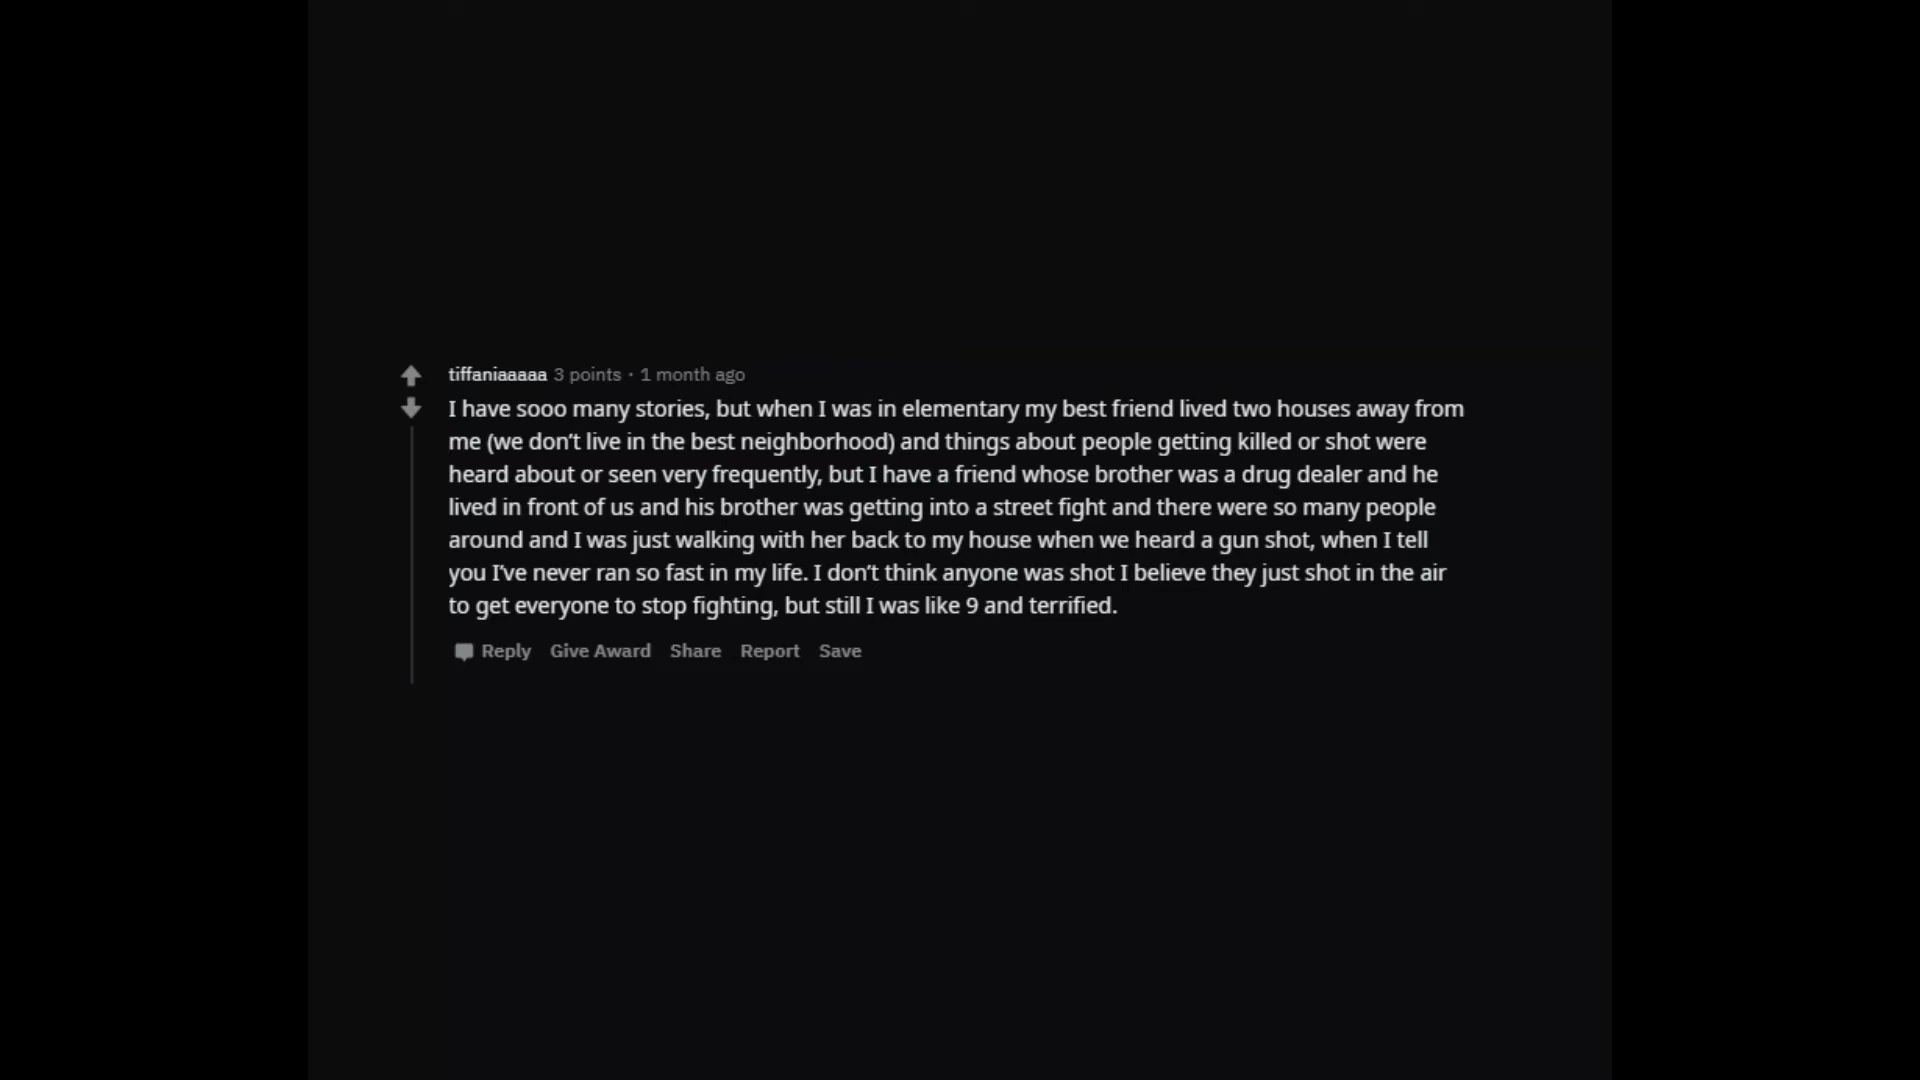 tiffaniaaaaa 3 points · 1 month ago
I have sooo many stories, but when I was in elementary my best friend lived two houses away from
me (we don't live in the best neighborhood) and things about people getting killed or shot were
heard about or seen very frequently, but I have a friend whose brother was a drug dealer and he
lived in front of us and his brother was getting into a street fight and there were so many people
around and I was just walking with her back to my house when we heard a gun shot, when I tell
you I've never ran so fast in my life. I don't think anyone was shot I believe they just shot in the air
to get everyone to stop fighting, but still I was like 9 and terrified.
Reply Give Award Share Report Save